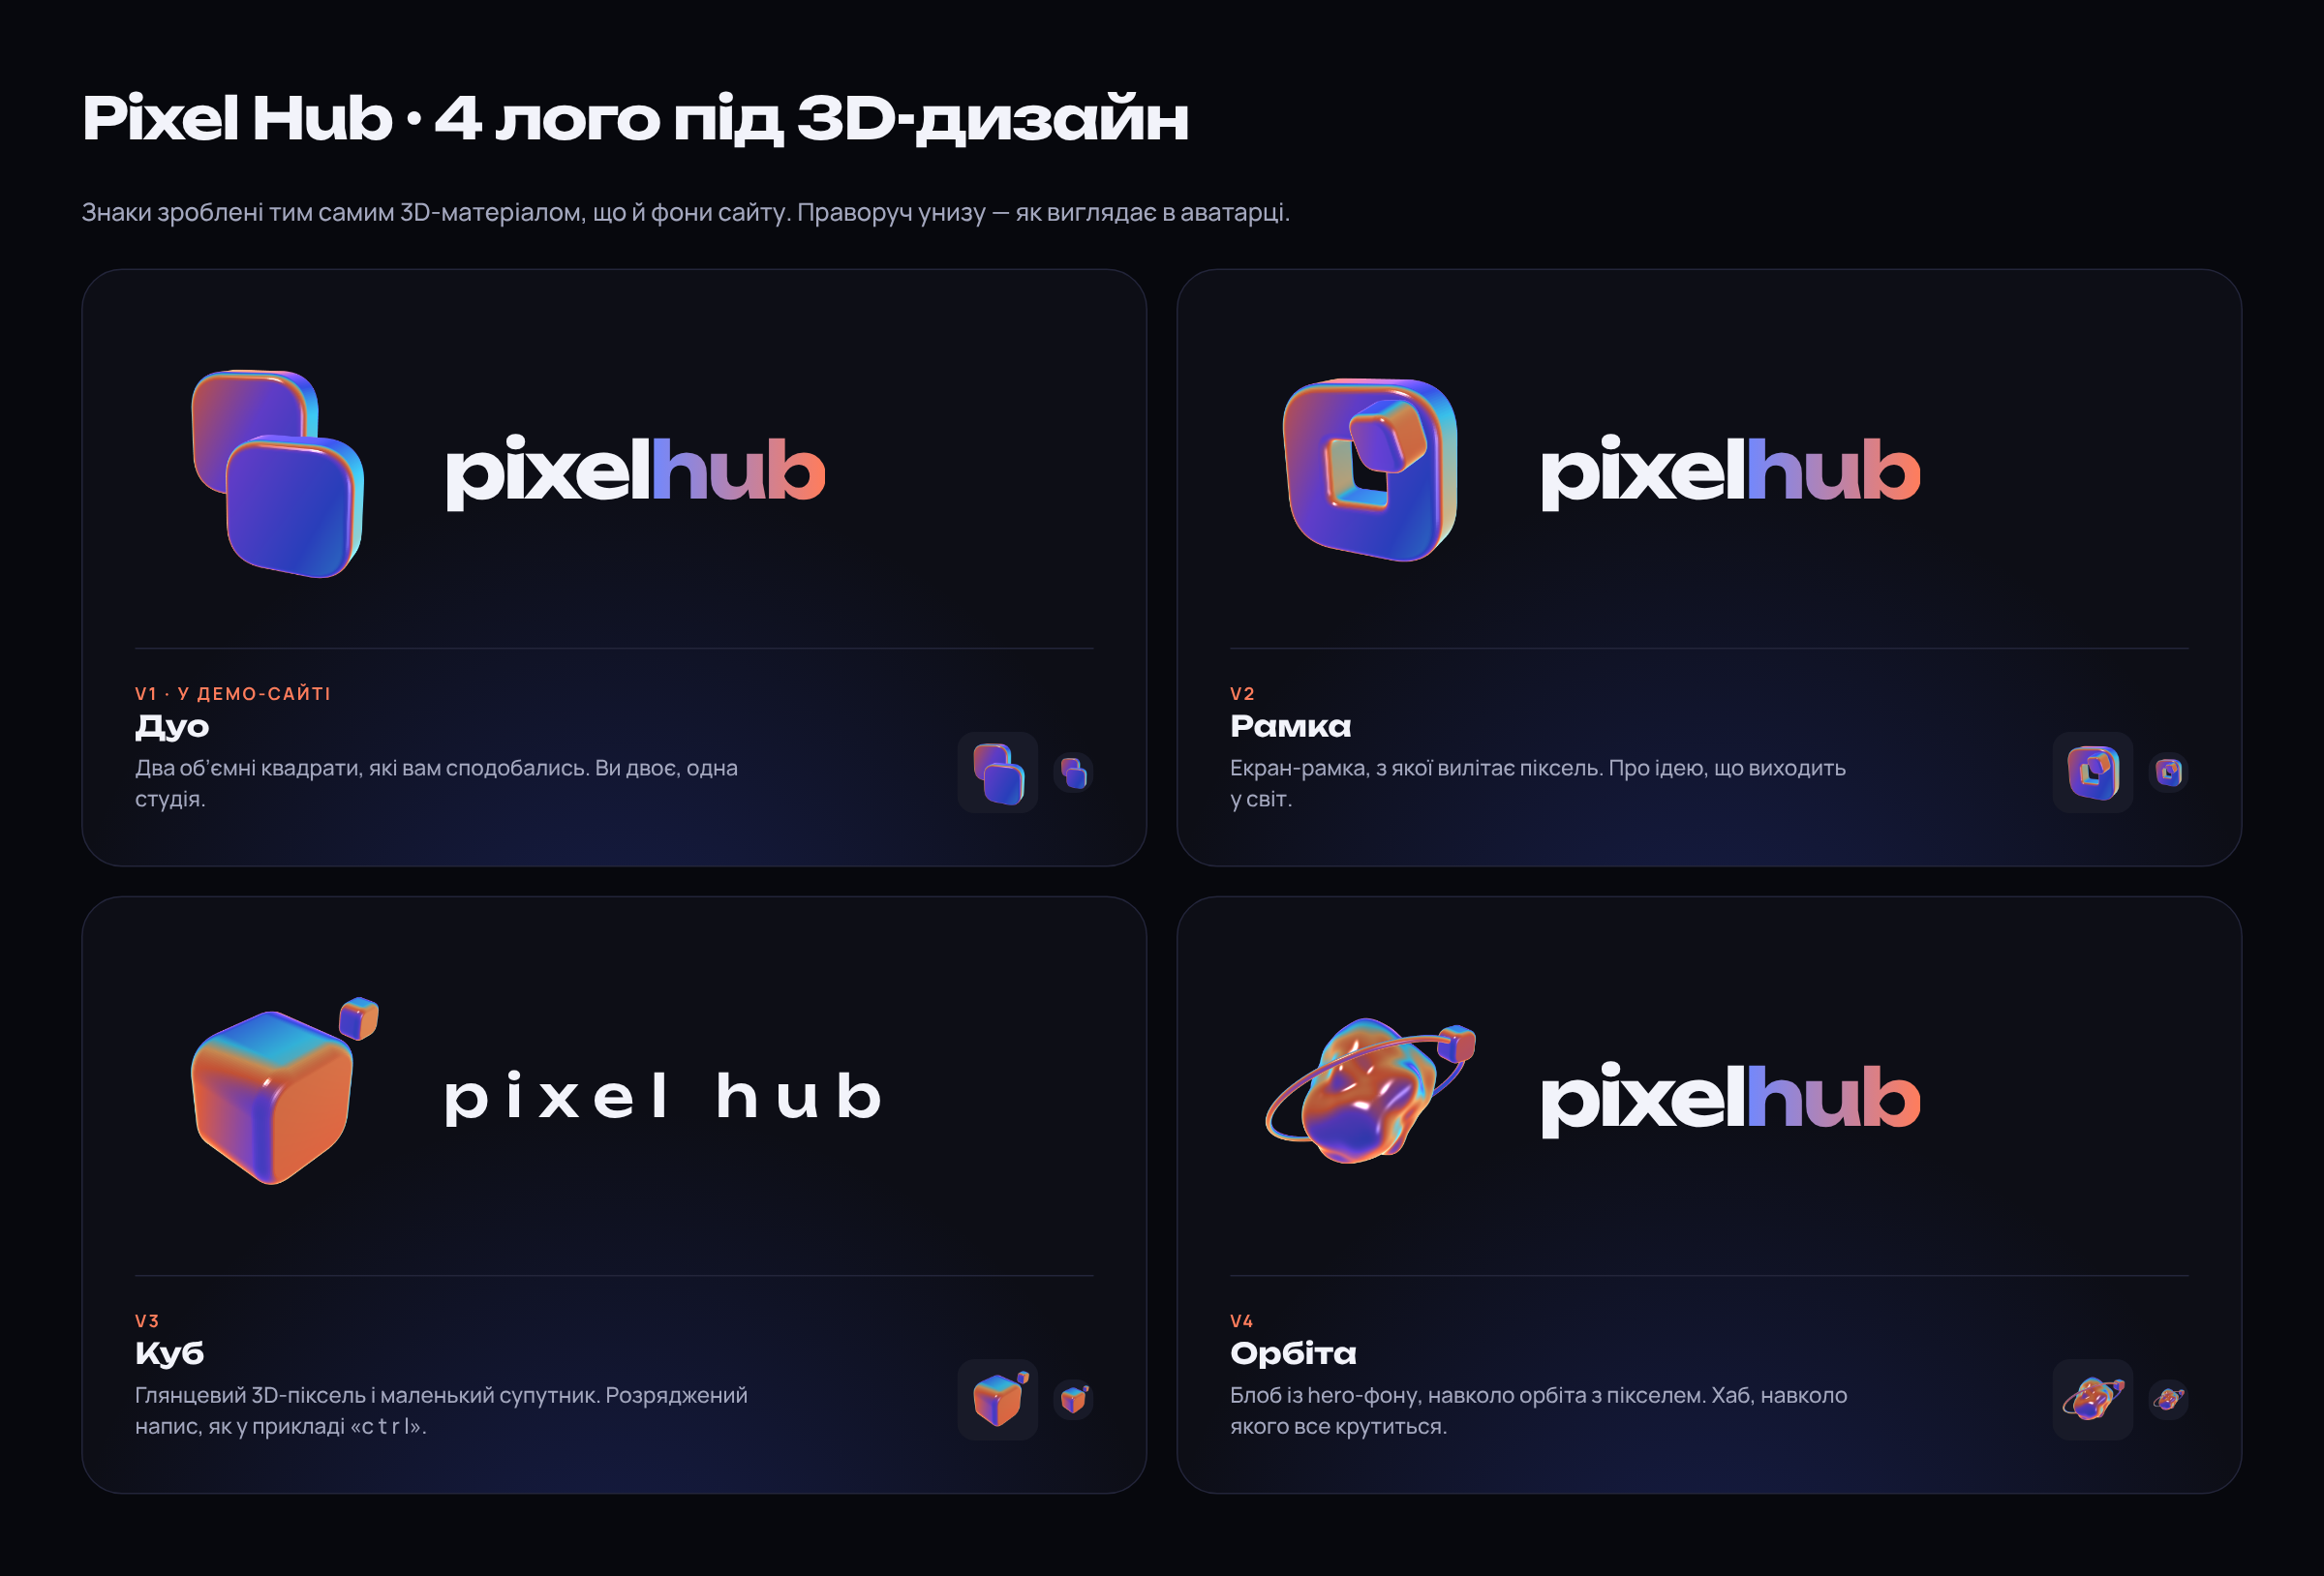 Pixel Hub • 4 лого під 3D-дизайн
Знаки зроблені тим самим 3D-матеріалом, що й фони сайту. Праворуч унизу — як виглядає в аватарці.
pixelhub
V1 · У ДЕМО-САЙТІ
Дуо
Два об’ємні квадрати, які вам сподобались. Ви двоє, одна
студія.
pixelhub
V2
Рамка
Екран-рамка, з якої вилітає піксель. Про ідею, що виходить
у світ.
pixel hub
V3
Куб
Глянцевий 3D-піксель і маленький супутник. Розряджений
напис, як у прикладі «c t r l».
pixelhub
V4
Орбіта
Блоб із hero-фону, навколо орбіта з пікселем. Хаб, навколо
якого все крутиться.